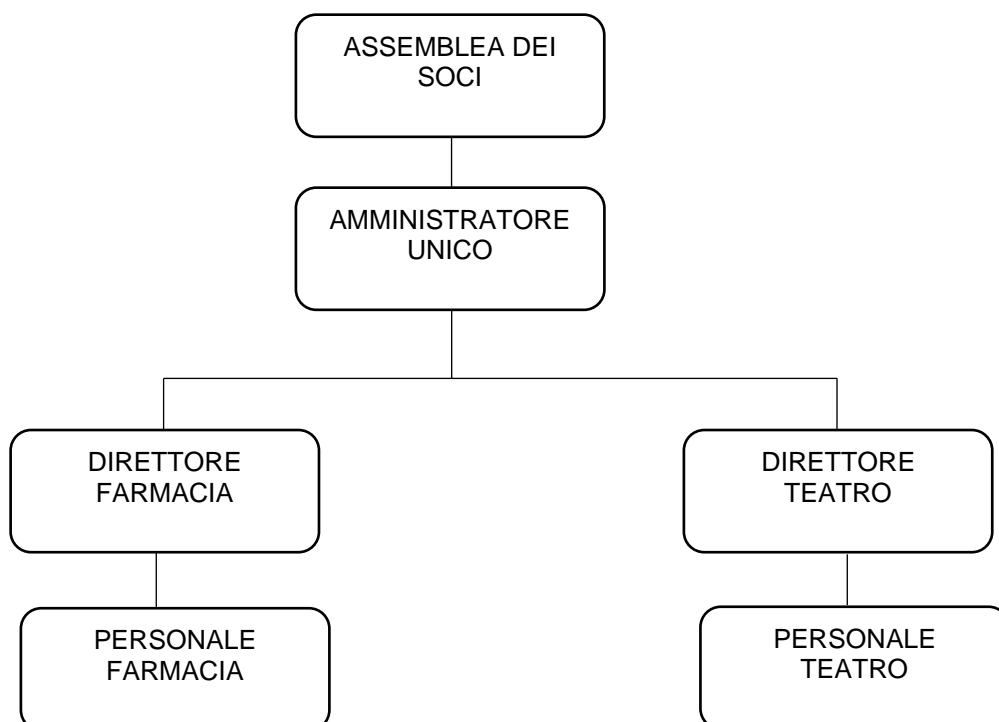 ASSEMBLEA DEI
SOCI
AMMINISTRATORE
UNICO
DIRETTORE
FARMACIA
DIRETTORE
TEATRO
PERSONALE
FARMACIA
PERSONALE
TEATRO